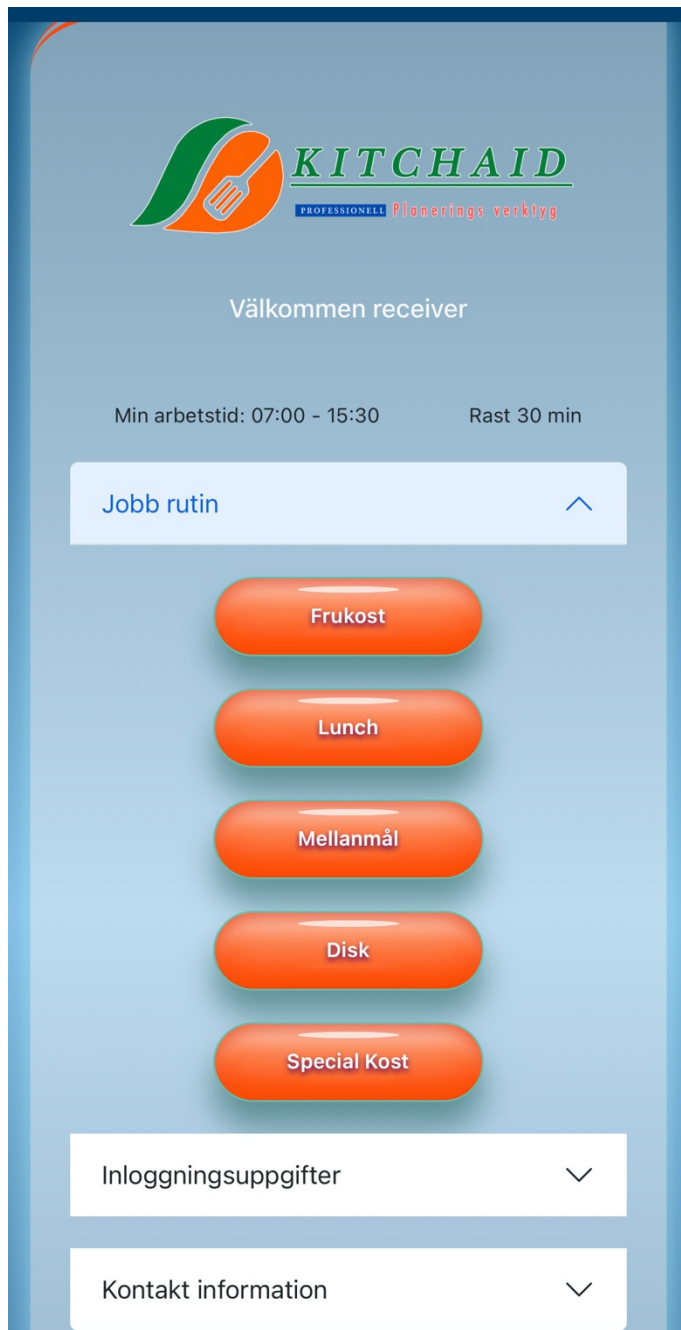 KITCHAID
PROFESSIONELL Planerings verktyg
Välkommen receiver
Min arbetstid: 07:00 - 15:30 Rast 30 min
Jobb rutin
Frukost
Lunch
Mellanmål
Disk
Special Kost
Inloggningsuppgifter
Kontakt information